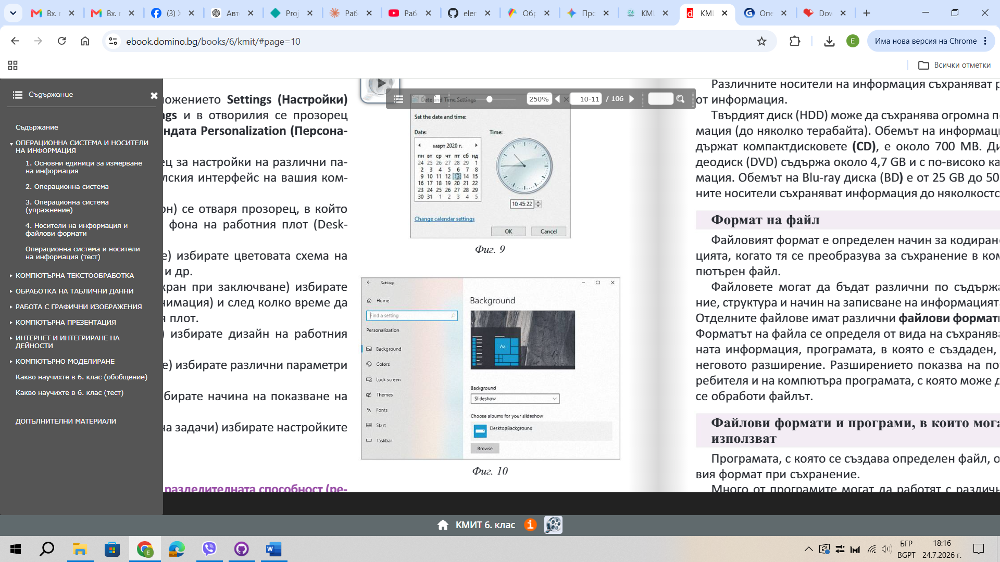 Вх. г
Вх. г
(3) X
Авт
Proj
Раб
Раб
elen
Обр
Про
КМИ
КМИ
Опе
Dow
ebook.domino.bg/books/6/kmit/#page=10
E
Има нова версия на Chrome
Всички отметки
Съдържание
Съдържание
ОПЕРАЦИОННА СИСТЕМА И НОСИТЕЛИ
НА ИНФОРМАЦИЯ
1. Основни единици за измерване
на информация
2. Операционна система
3. Операционна система
(упражнение)
4. Носители на информация и
файлови формати
Операционна система и носители
на информация (тест)
КОМПЮТЪРНА ТЕКСТООБРАБОТКА
ОБРАБОТКА НА ТАБЛИЧНИ ДАННИ
РАБОТА С ГРАФИЧНИ ИЗОБРАЖЕНИЯ
КОМПЮТЪРНА ПРЕЗЕНТАЦИЯ
ИНТЕРНЕТ И ИНТЕГРИРАНЕ НА
ДЕЙНОСТИ
КОМПЮТЪРНО МОДЕЛИРАНЕ
Какво научихте в 6. клас (обобщение)
Какво научихте в 6. клас (тест)
ДОПЪЛНИТЕЛНИ МАТЕРИАЛИ
ложението Settings (Настройки)
gs и в отворилия се прозорец
ндата Personalization (Персона-
ец за настройки на различни па-
лския интерфейс на вашия ком-
он) се отваря прозорец, в който
фона на работния плот (Desk-
е) избирате цветовата схема на
и др.
кран при заключване) избирате
нимация) и след колко време да
я плот.
) избирате дизайн на работния
е) избирате различни параметри
бирате начина на показване на
на задачи) избирате настройките
разделителната способност (ре-
250%
10-11
/ 106
Date and Time Settings
Set the date and time:
Date:
Time:
март 2020 г.
пн вт ср чт пт сб нд
24 25 26 27 28 29 1
2 3 4 5 6 7 8
9 10 11 12 13 14 15
16 17 18 19 20 21 22
23 24 25 26 27 28 29
30 31 1 2 3 4 5
10:45:22
Change calendar settings
OK
Cancel
Фиг. 9
Settings
Home
Find a setting
Personalization
Background
Colors
Lock screen
Themes
Fonts
Start
Taskbar
Background
Aa
Background
Slideshow
Choose albums for your slideshow
DesktopBackground
Browse
Фиг. 10
Различните носители на информация съхраняват р
от информация.
Твърдият диск (HDD) може да съхранява огромна по
мация (до няколко терабайта). Обемът на информаци
държат компактдисковете (CD), е около 700 MB. Ди
деодиск (DVD) съдържа около 4,7 GB и с по-високо ка
мация. Обемът на Blu-ray диска (BD) е от 25 GB до 50
ните носители съхраняват информация до няколкосто
Формат на файл
Файловият формат е определен начин за кодиране
цията, когато тя се преобразува за съхранение в ком
пютърен файл.
Файловете могат да бъдат различни по съдържа
ние, структура и начин на записване на информацията
Отделните файлове имат различни файлови формати
Форматът на файла се определя от вида на съхранява
ната информация, програмата, в която е създаден,
неговото разширение. Разширението показва на по
ребителя и на компютъра програмата, с която може д
се обработи файлът.
Файлови формати и програми, в които мога
използват
Програмата, с която се създава определен файл, о
вия формат при съхранение.
Много от програмите могат да работят с различн
КМИТ 6. клас
БГР
BGPT
18:16
24.7.2026 г.